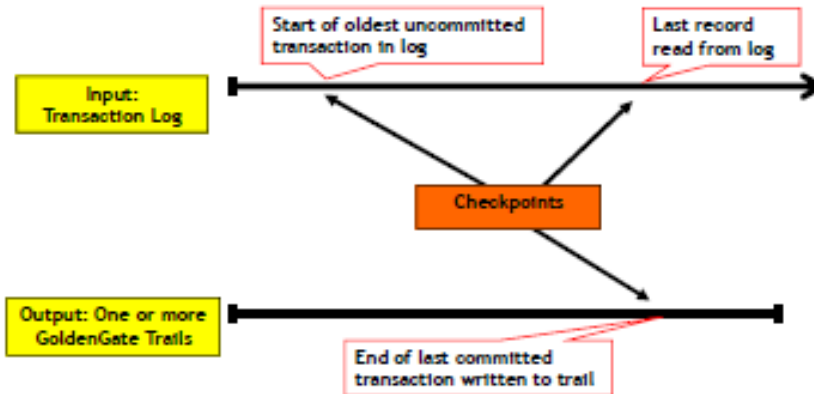 Start of oldest uncommitted
transaction in log
Last record
read from log
Input:
Transaction Log
Checkpoints
Output: One or more
GoldenGate Trails
End of last committed
transaction written to trail